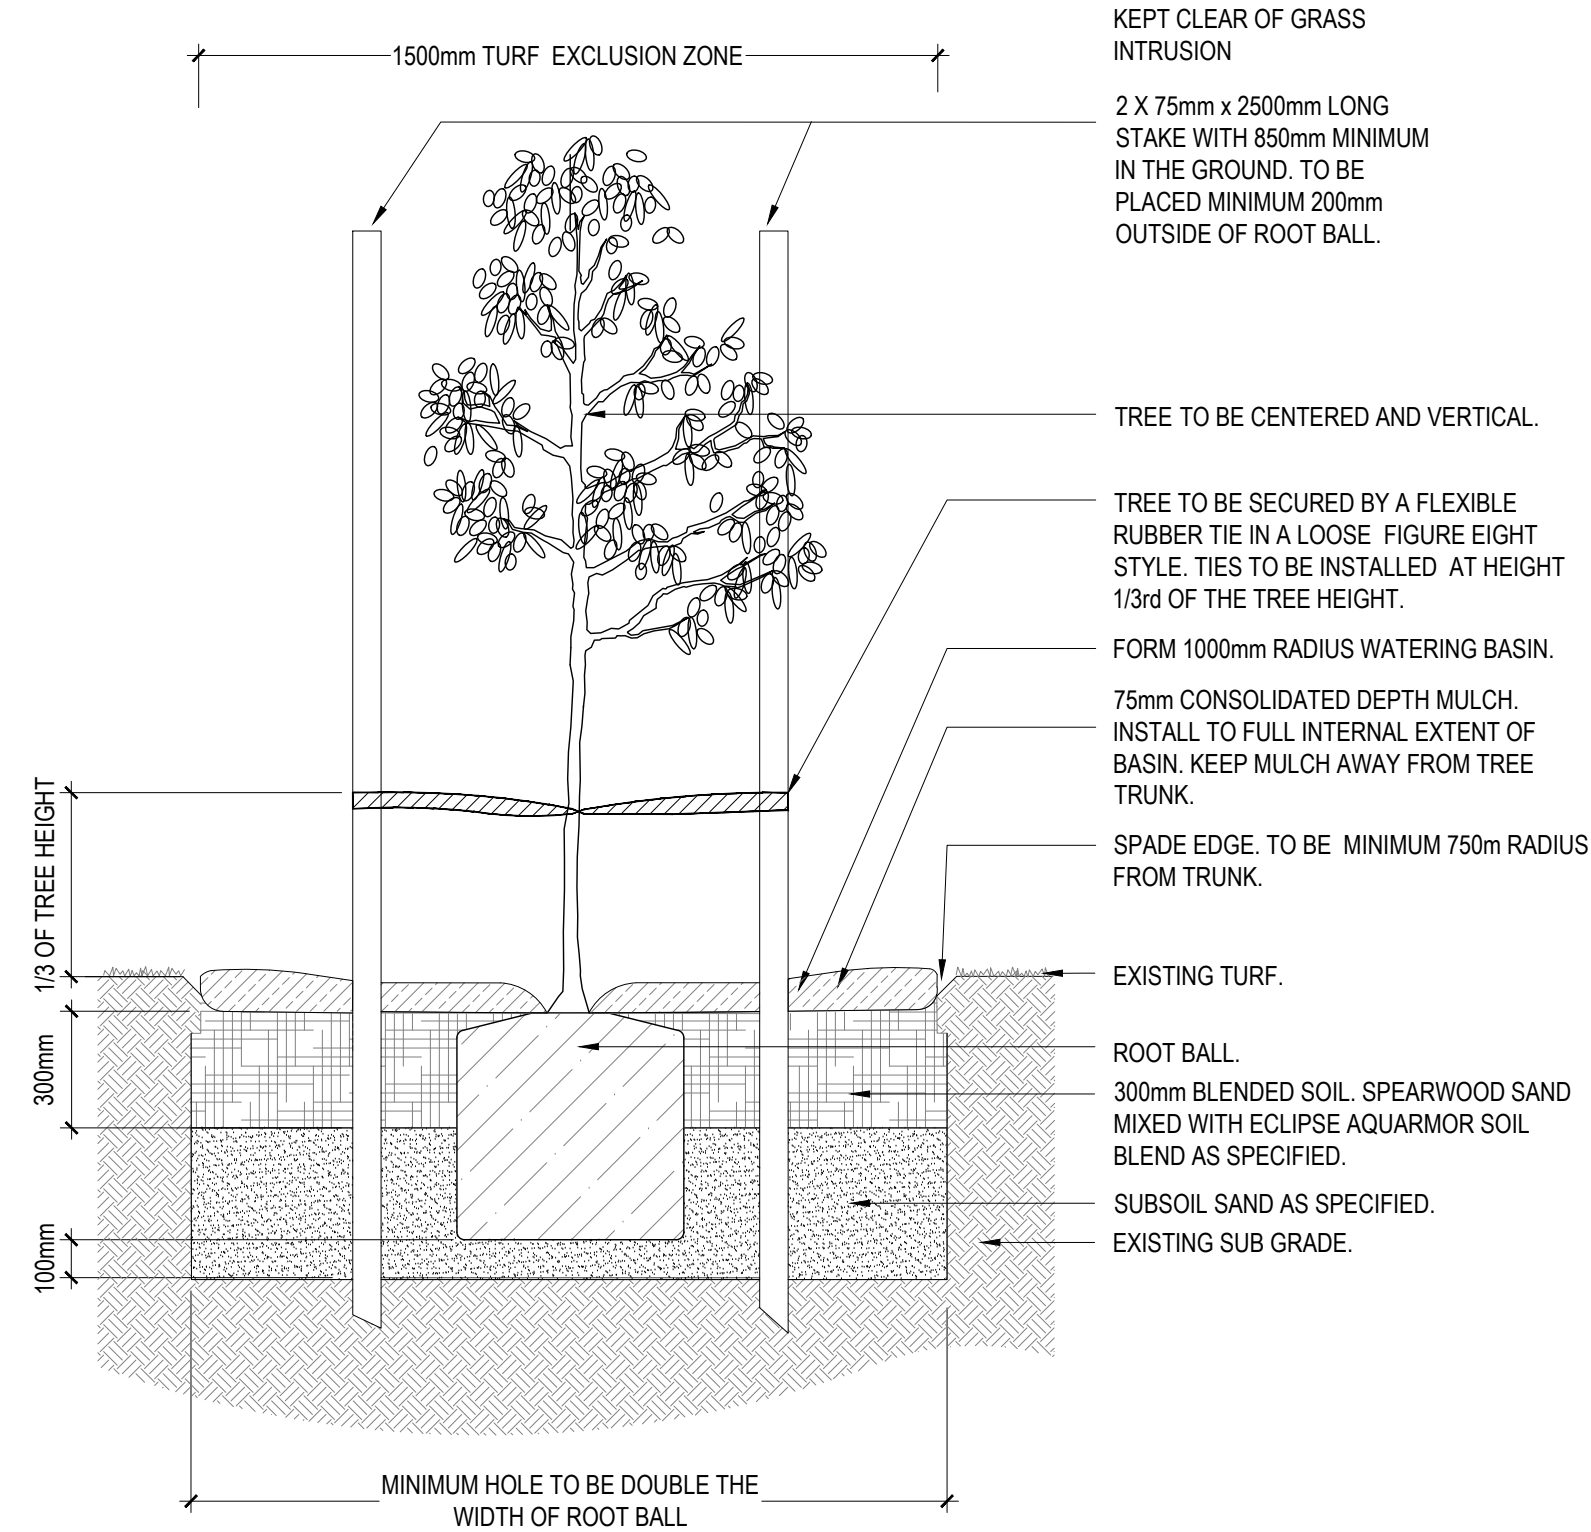 KEPT CLEAR OF GRASS
INTRUSION
1500mm TURF EXCLUSION ZONE
2 X 75mm x 2500mm LONG
STAKE WITH 850mm MINIMUM
IN THE GROUND. TO BE
PLACED MINIMUM 200mm
OUTSIDE OF ROOT BALL.
TREE TO BE CENTERED AND VERTICAL.
TREE TO BE SECURED BY A FLEXIBLE
RUBBER TIE IN A LOOSE FIGURE EIGHT
STYLE. TIES TO BE INSTALLED AT HEIGHT
1/3rd OF THE TREE HEIGHT.
FORM 1000mm RADIUS WATERING BASIN.
75mm CONSOLIDATED DEPTH MULCH.
INSTALL TO FULL INTERNAL EXTENT OF
BASIN. KEEP MULCH AWAY FROM TREE
TRUNK.
SPADE EDGE. TO BE MINIMUM 750m RADIUS
FROM TRUNK.
1/3 OF TREE HEIGHT
EXISTING TURF.
300mm
ROOT BALL.
300mm BLENDED SOIL. SPEARWOOD SAND
MIXED WITH ECLIPSE AQUARMOR SOIL
BLEND AS SPECIFIED.
SUBSOIL SAND AS SPECIFIED.
100mm
EXISTING SUB GRADE.
MINIMUM HOLE TO BE DOUBLE THE
WIDTH OF ROOT BALL